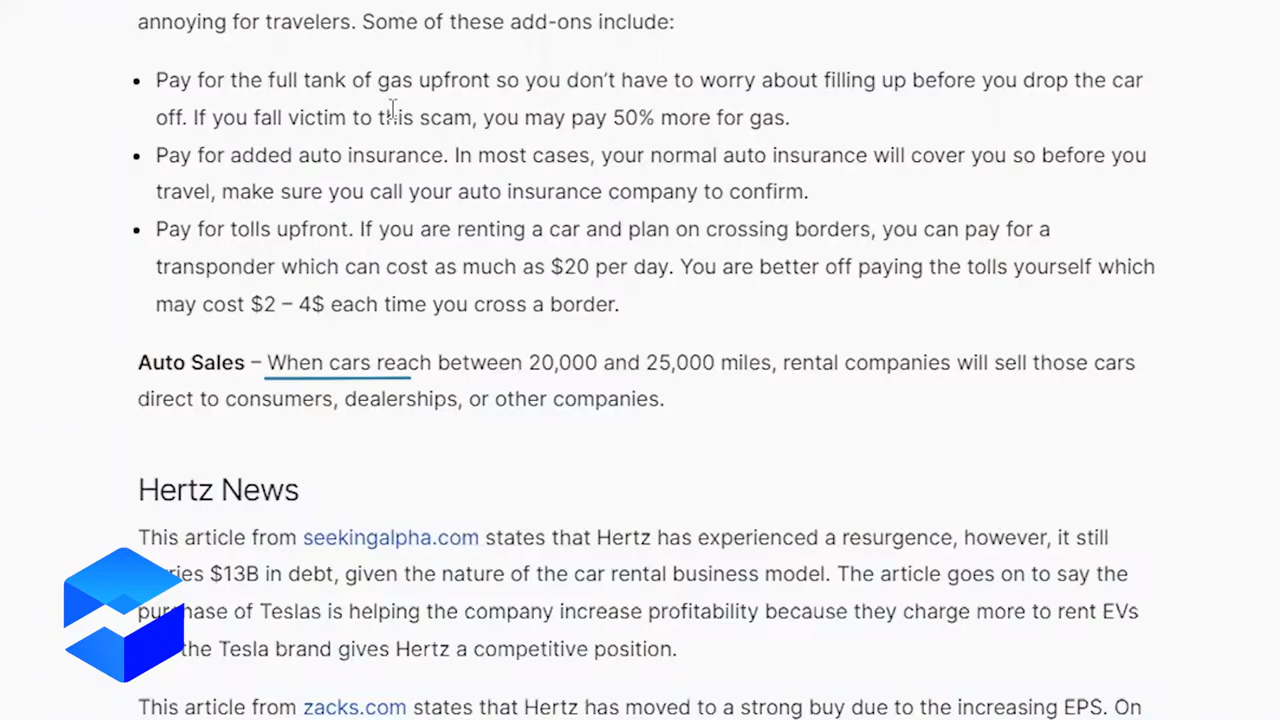 annoying for travelers. Some of these add-ons include:
• Pay for the full tank of gas upfront so you don’t have to worry about filling up before you drop the car
off. If you fall victim to this scam, you may pay 50% more for gas.
• Pay for added auto insurance. In most cases, your normal auto insurance will cover you so before you
travel, make sure you call your auto insurance company to confirm.
• Pay for tolls upfront. If you are renting a car and plan on crossing borders, you can pay for a
transponder which can cost as much as $20 per day. You are better off paying the tolls yourself which
may cost $2 – 4$ each time you cross a border.
Auto Sales – When cars reach between 20,000 and 25,000 miles, rental companies will sell those cars
direct to consumers, dealerships, or other companies.
Hertz News
This article from seekingalpha.com states that Hertz has experienced a resurgence, however, it still
$13B in debt, given the nature of the car rental business model. The article goes on to say the
purchase of Teslas is helping the company increase profitability because they charge more to rent EVs
the Tesla brand gives Hertz a competitive position.
This article from zacks.com states that Hertz has moved to a strong buy due to the increasing EPS. On